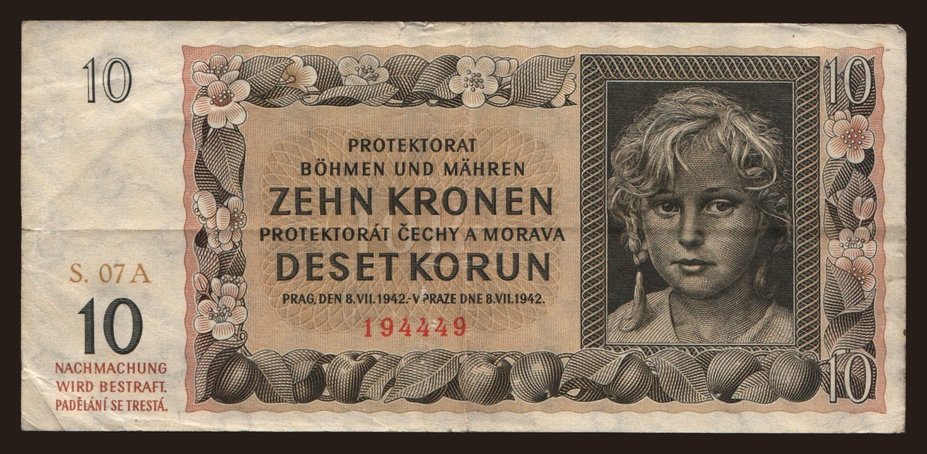 10
PROTEKTORAT
BÖHMEN UND MÄHREN
ZEHN KRONEN
PROTEKTORÁT ČECHY A MORAVA
DESET KORUN
PRAG, DEN 8.VII.1942.-V PRAZE DNE 8.VII.1942.
194449
S. 07 A
10
NACHMACHUNG
WIRD BESTRAFT.
PADĚLÁNÍ SE TRESTÁ.
10
10